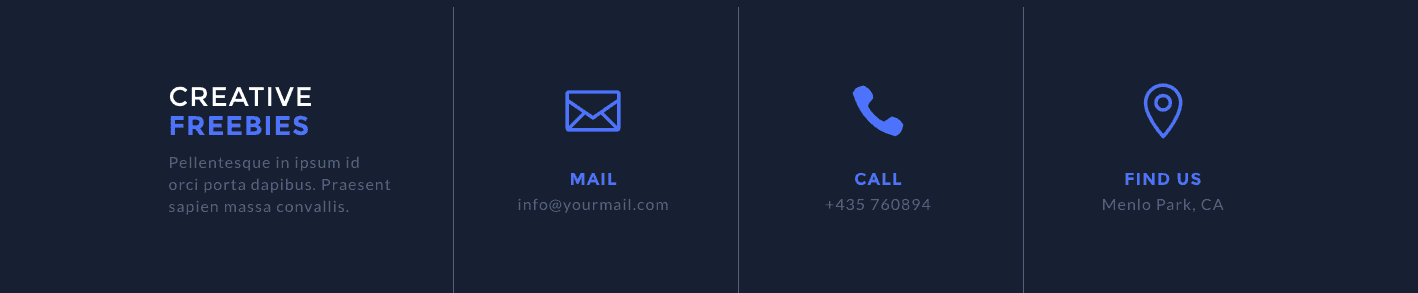 CREATIVE
FREEBIES
Pellentesque in ipsum id
orci porta dapibus. Praesent
sapien massa convallis.
MAIL
info@yourmail.com
CALL
+435 760894
FIND US
Menlo Park, CA